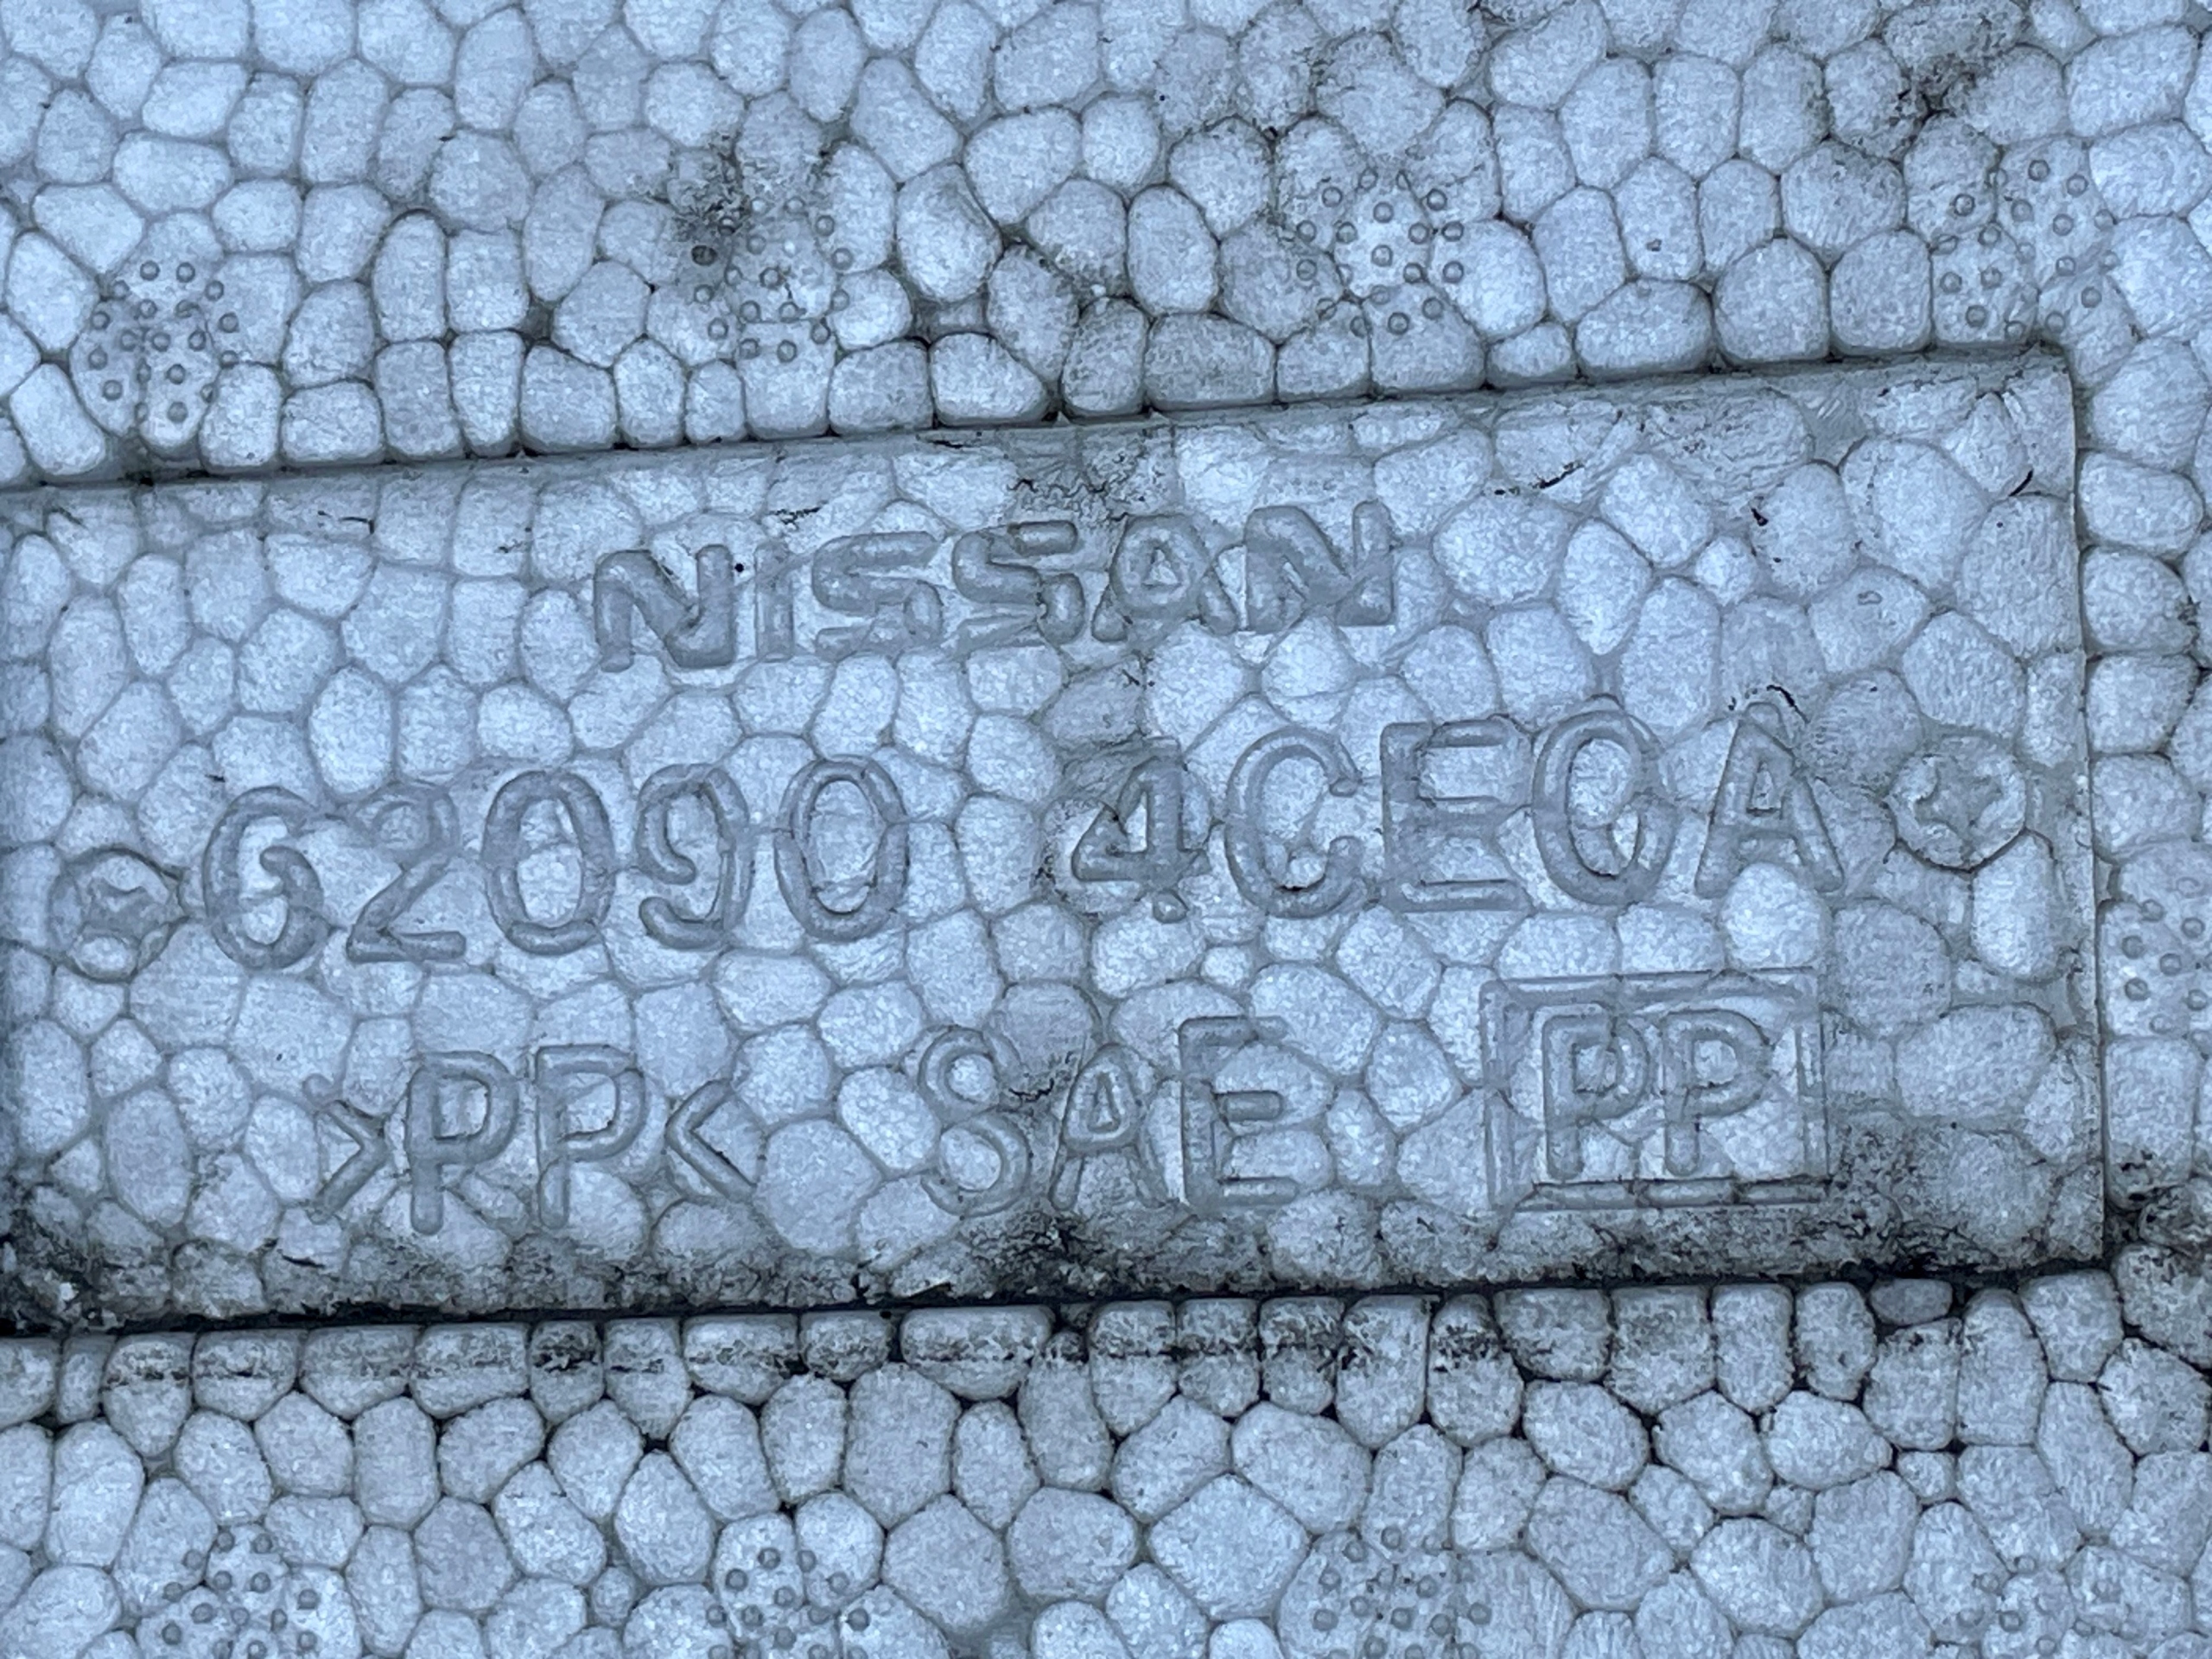 NISSAN
62090 4CE0A
>PP< SAE PP